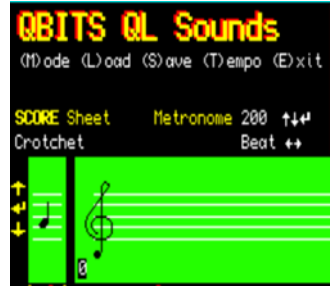 QBITS QL Sounds
(M)ode (L)oad (S)ave (T)empo (E)xit
SCORE Sheet Metronome 200 ↑↓↵
Crotchet Beat ↔
0